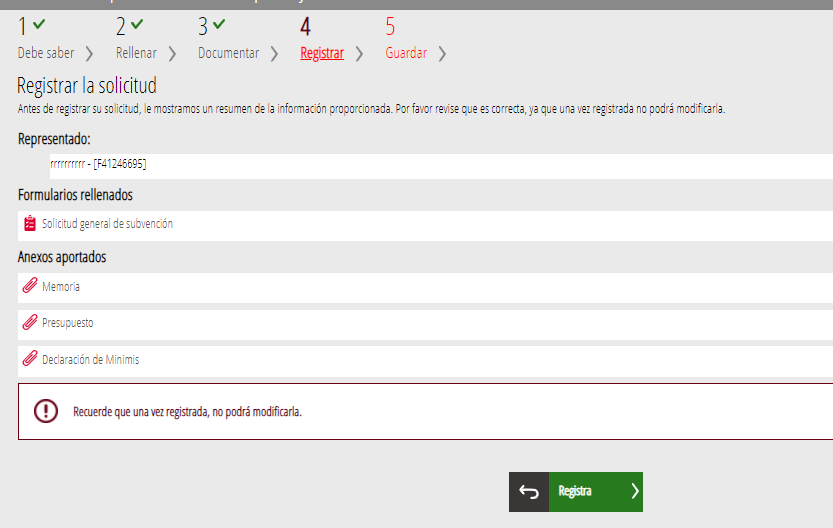 1 2 3 4 5
Debe saber Rellenar Documentar Registrar Guardar
Registrar la solicitud
Antes de registrar su solicitud, le mostramos un resumen de la información proporcionada. Por favor revise que es correcta, ya que una vez registrada no podrá modificarla.
Representado:
rrrrrrrrrr - [F41246695]
Formularios rellenados
Solicitud general de subvención
Anexos aportados
Memoria
Presupuesto
Declaración de Minimis
Recuerde que una vez registrada, no podrá modificarla.
Registra